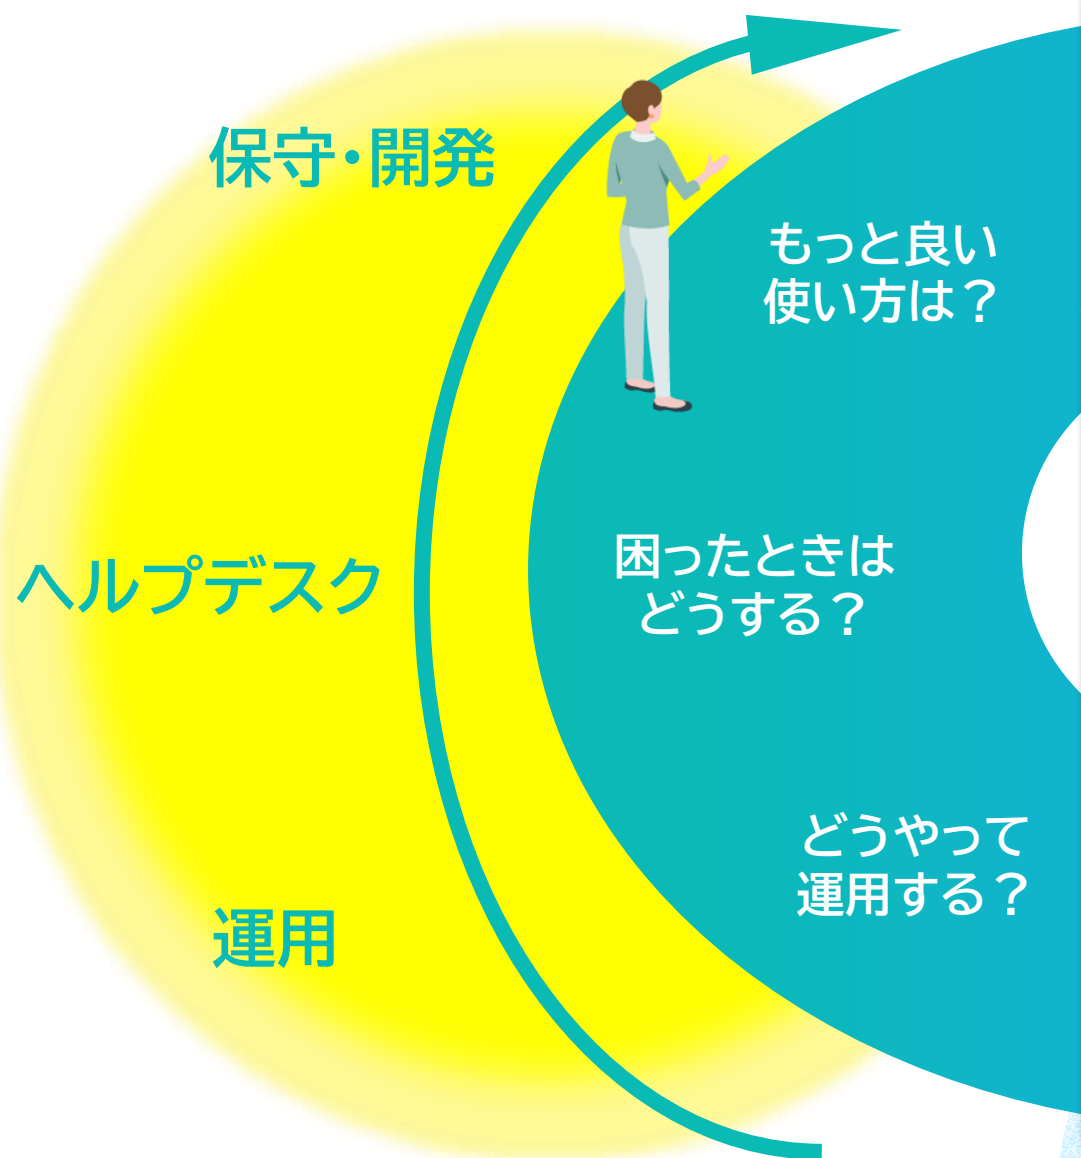 保守・開発
もっと良い
使い方は？
ヘルプデスク
困ったときは
どうする？
運用
どうやって
運用する？